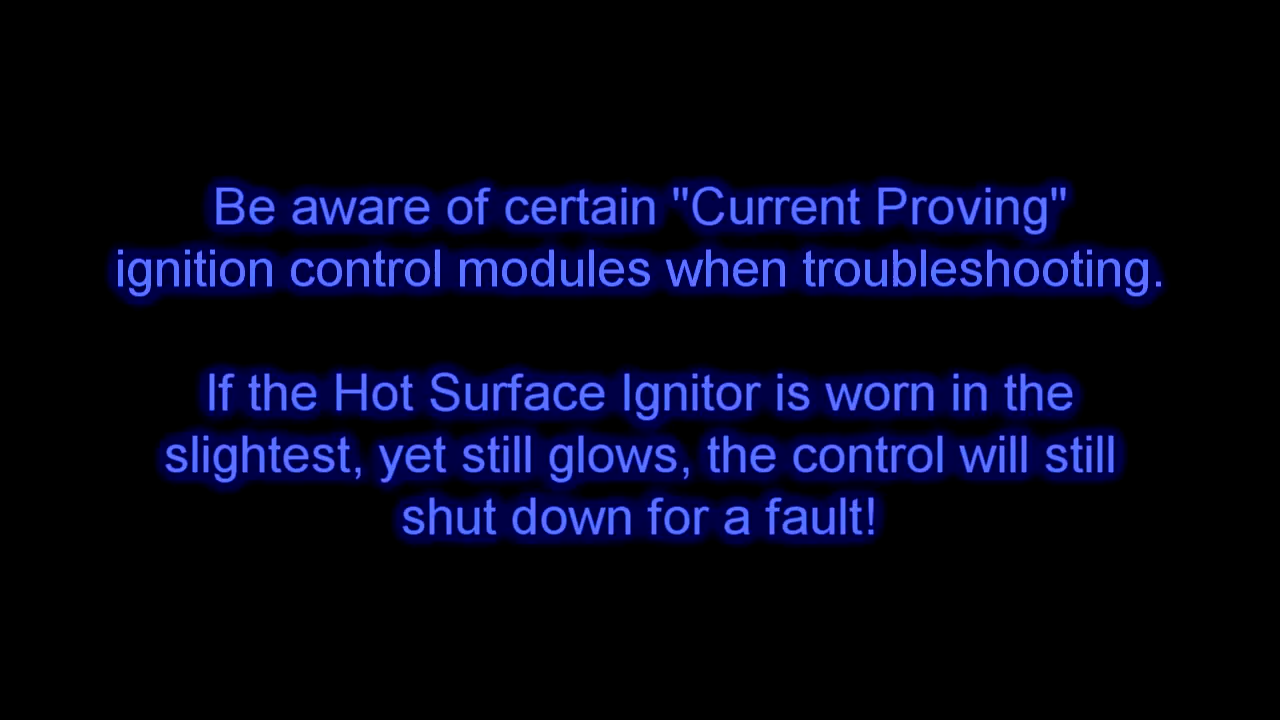 Be aware of certain "Current Proving"
ignition control modules when troubleshooting.
If the Hot Surface Ignitor is worn in the
slightest, yet still glows, the control will still
shut down for a fault!